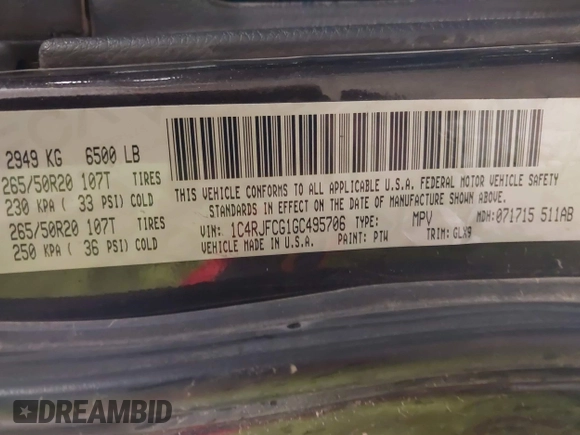 2949 KG 6500 LB
265/50R20 107T TIRES
230 KPA ( 33 PSI) COLD
265/50R20 107T TIRES
250 KPA ( 36 PSI) COLD
THIS VEHICLE CONFORMS TO ALL APPLICABLE U.S.A. FEDERAL MOTOR VEHICLE SAFETY
STANDARDS IN EFFECT ON THE DATE OF MANUFACTURE SHOWN ABOVE.
VIN: 1C4RJFCG1GC495706 TYPE: MPV MDH:071715 511AB
VEHICLE MADE IN U.S.A. PAINT: PTW TRIM: GLX9
DREAMBID